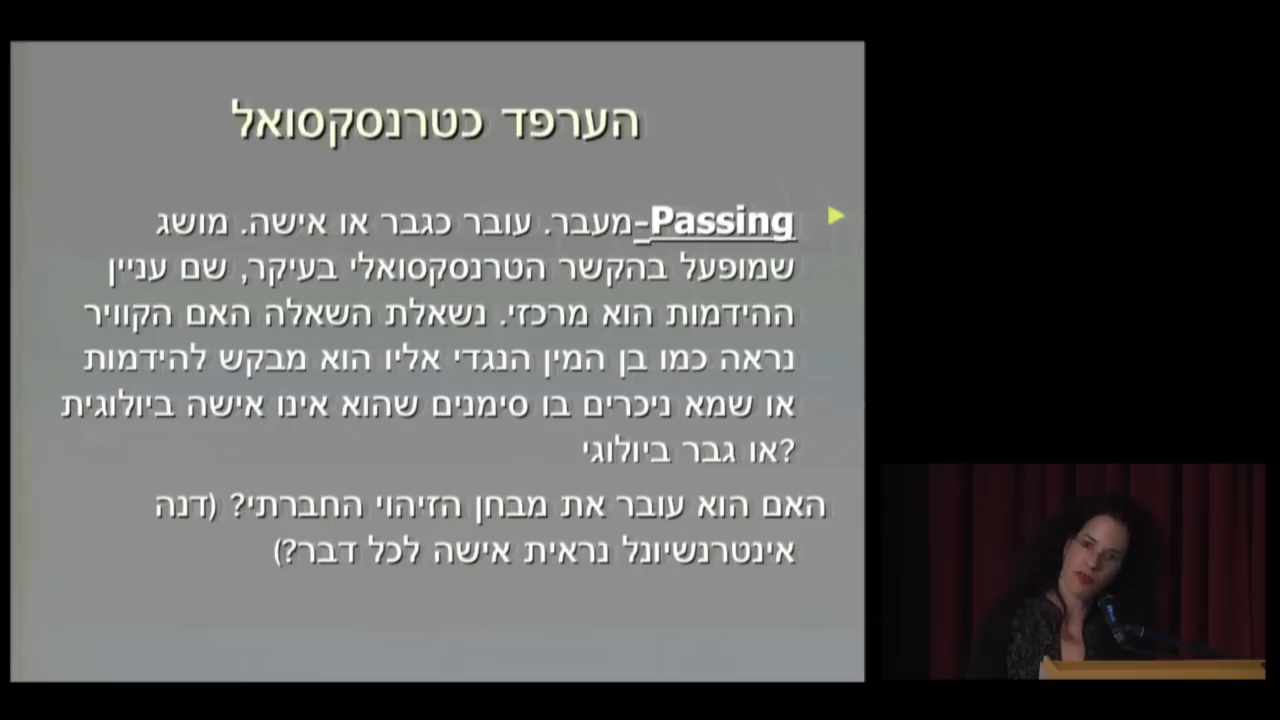 הערפד כטרנסקסואל
Passing-מעבר. עובר כגבר או אישה. מושג
שמופעל בהקשר הטרנסקסואלי בעיקר, שם עניין
ההידמות הוא מרכזי. נשאלת השאלה האם הקוויר
נראה כמו בן המין הנגדי אליו הוא מבקש להידמות
או שמא ניכרים בו סימנים שהוא אינו אישה ביולוגית
?או גבר ביולוגי
האם הוא עובר את מבחן הזיהוי החברתי? (דנה
אינטרנשיונל נראית אישה לכל דבר?)